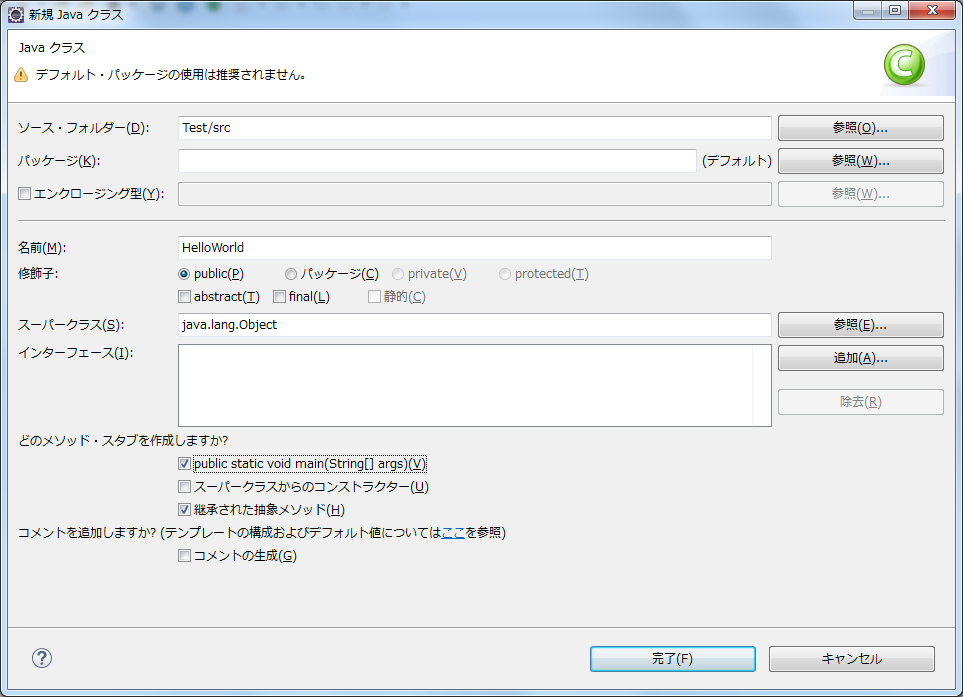 新規 Java クラス
Java クラス
デフォルト・パッケージの使用は推奨されません。
ソース・フォルダー(D): Test/src 参照(O)...
パッケージ(K): (デフォルト) 参照(W)...
エンクロージング型(Y): 参照(W)...
名前(M): HelloWorld
修飾子: public(P) パッケージ(C) private(V) protected(T)
abstract(T) final(L) 静的(C)
スーパークラス(S): java.lang.Object 参照(E)...
インターフェース(I): 追加(A)...
除去(R)
どのメソッド・スタブを作成しますか?
public static void main(String[] args)(V)
スーパークラスからのコンストラクター(U)
継承された抽象メソッド(H)
コメントを追加しますか? (テンプレートの構成およびデフォルト値についてはここを参照)
コメントの生成(G)
完了(F) キャンセル